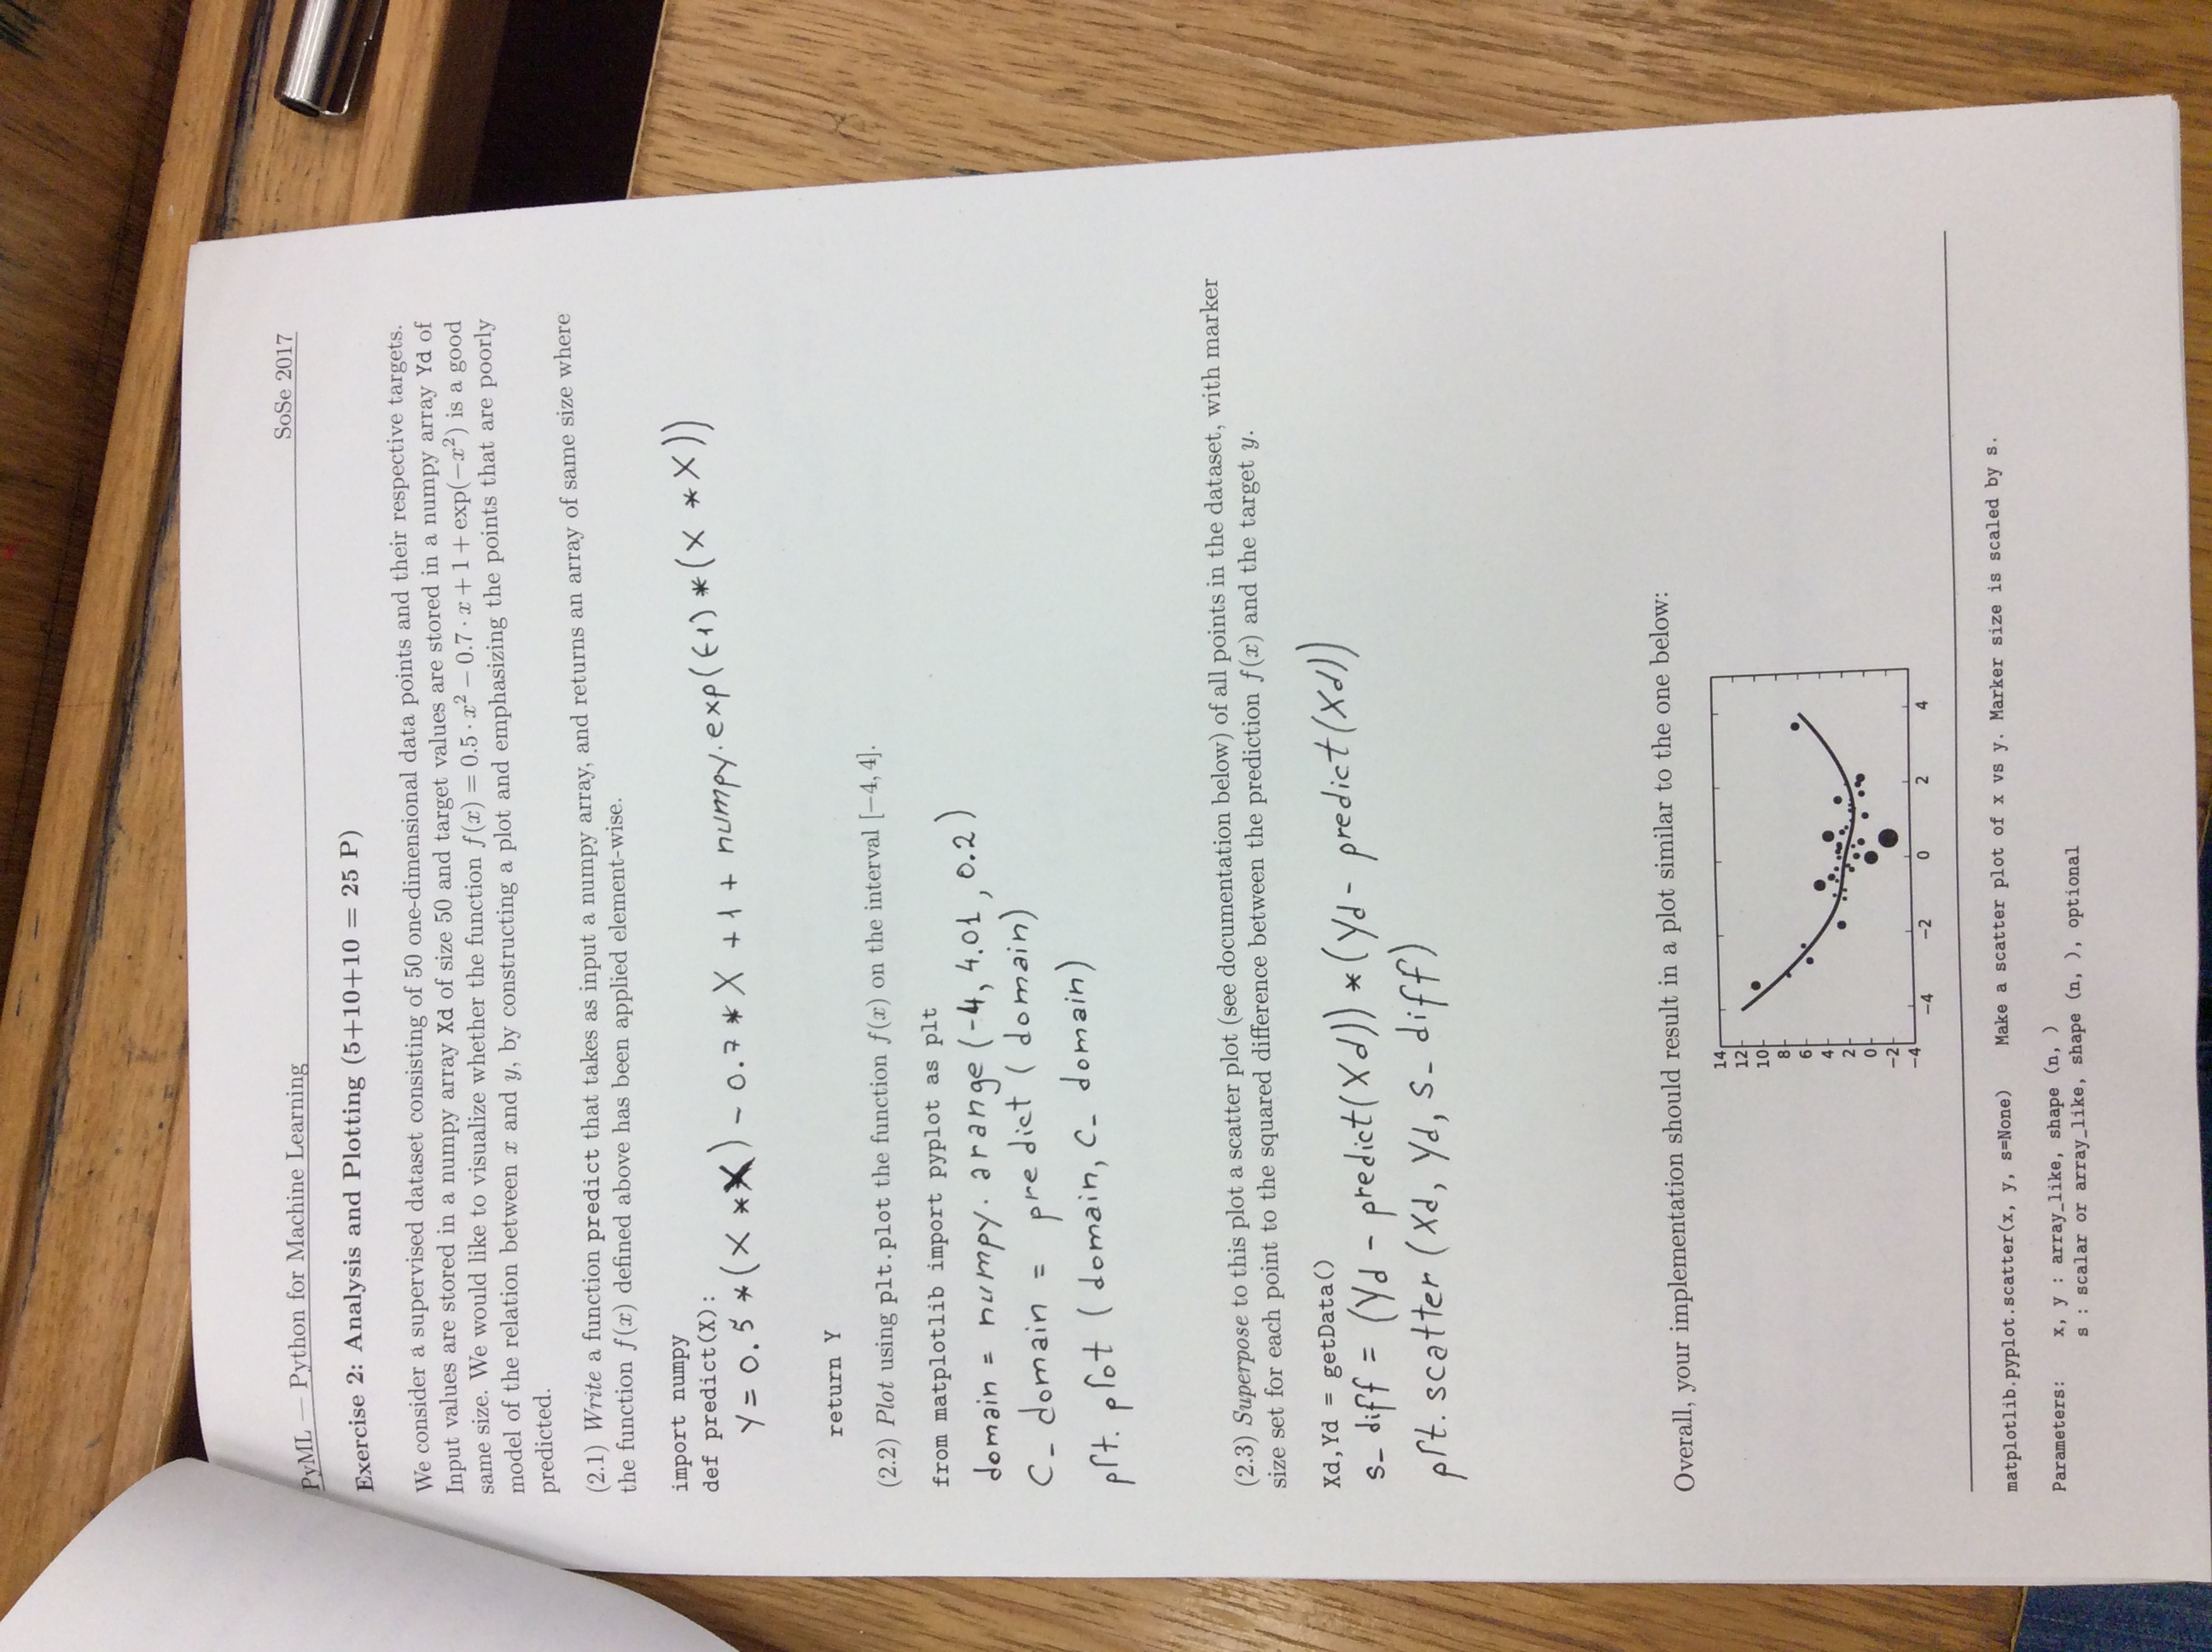 PyML — Python for Machine Learning
SoSe 2017
Exercise 2: Analysis and Plotting (5+10+10 = 25 P)
We consider a supervised dataset consisting of 50 one-dimensional data points and their respective targets.
Input values are stored in a numpy array Xd of size 50 and target values are stored in a numpy array Yd of
same size. We would like to visualize whether the function f(x) = 0.5 · x² − 0.7 · x + 1 + exp(−x²) is a good
model of the relation between x and y, by constructing a plot and emphasizing the points that are poorly
predicted.
(2.1) Write a function predict that takes as input a numpy array, and returns an array of same size where
the function f(x) defined above has been applied element-wise.
import numpy
def predict(X):
Y = 0.5 * (X * X) - 0.7 * X + 1 + numpy.exp((-1) * (X * X))
return Y
(2.2) Plot using plt.plot the function f(x) on the interval [−4, 4].
from matplotlib import pyplot as plt
domain = numpy.arange(-4, 4.01, 0.2)
C_domain = predict(domain)
plt.plot(domain, C_domain)
(2.3) Superpose to this plot a scatter plot (see documentation below) of all points in the dataset, with marker
size set for each point to the squared difference between the prediction f(x) and the target y.
Xd,Yd = getData()
s_diff = (Yd - predict(Xd)) * (Yd - predict(Xd))
plt.scatter(Xd, Yd, s_diff)
Overall, your implementation should result in a plot similar to the one below:
14
12
10
8
6
4
2
0
−2
−4
−4 −2 0 2 4
matplotlib.pyplot.scatter(x, y, s=None) Make a scatter plot of x vs y. Marker size is scaled by s.
Parameters: x, y : array_like, shape (n, )
s : scalar or array_like, shape (n, ), optional